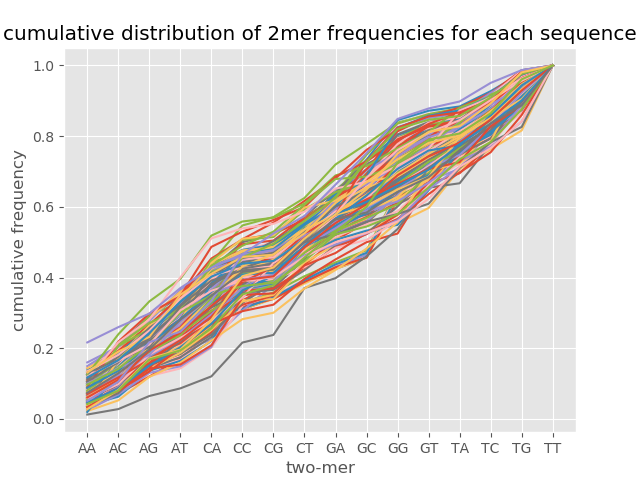 cumulative distribution of 2mer frequencies for each sequence
1.0
0.8
0.6
0.4
0.2
0.0
cumulative frequency
AA AC AG AT CA CC CG CT GA GC GG GT TA TC TG TT
two-mer